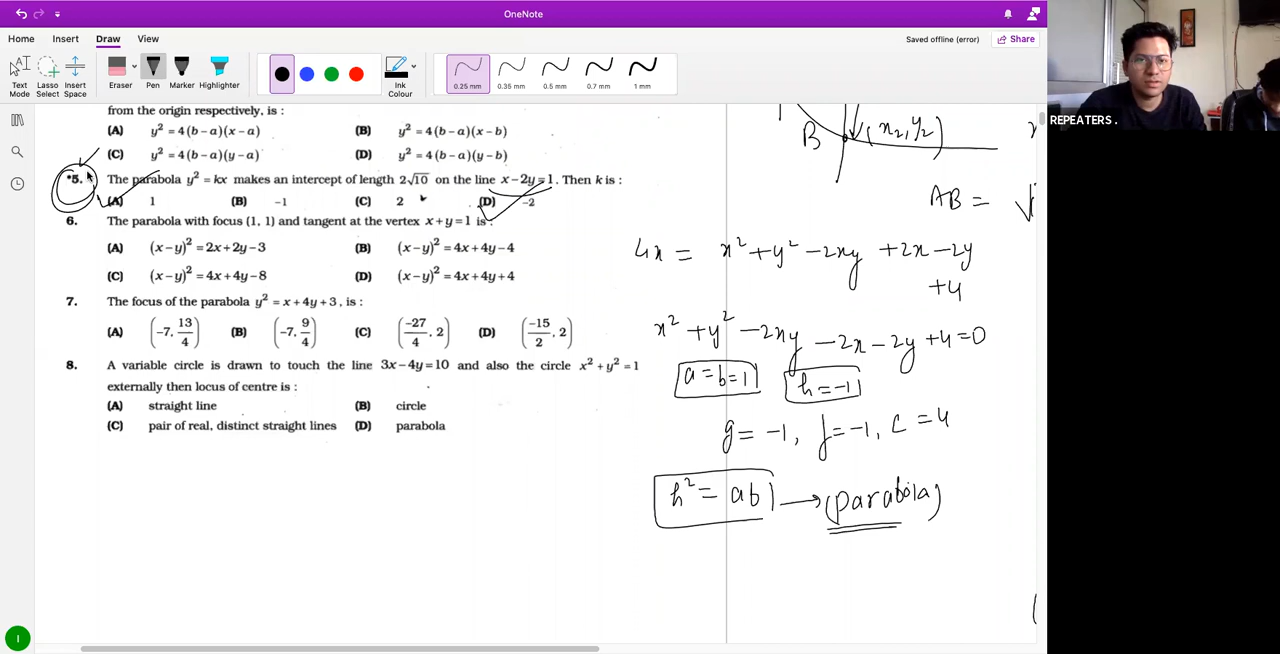 OneNote
Home Insert Draw View
Saved offline (error)
Share
Text Mode
Lasso Select
Insert Space
Eraser
Pen
Marker
Highlighter
Ink Colour
0.25 mm
0.35 mm
0.5 mm
0.7 mm
1 mm
REPEATERS .
from the origin respectively, is :
(A) y² = 4(b−a)(x−a) (B) y² = 4(b−a)(x−b)
(C) y² = 4(b−a)(y−a) (D) y² = 4(b−a)(y−b)
*5. The parabola y² = kx makes an intercept of length 2√10 on the line x−2y=1. Then k is :
(A) 1 (B) −1 (C) 2 (D) −2
6. The parabola with focus (1, 1) and tangent at the vertex x+y=1 is :
(A) (x−y)² = 2x+2y−3 (B) (x−y)² = 4x+4y−4
(C) (x−y)² = 4x+4y−8 (D) (x−y)² = 4x+4y+4
7. The focus of the parabola y² = x+4y+3, is :
(A) (−7, 13/4) (B) (−7, 9/4) (C) (−27/4, 2) (D) (−15/2, 2)
8. A variable circle is drawn to touch the line 3x−4y=10 and also the circle x²+y²=1
externally then locus of centre is :
(A) straight line (B) circle
(C) pair of real, distinct straight lines (D) parabola
B (x₂, y₂)
AB = √
4x = x² + y² − 2xy + 2x − 2y
+4
x² + y² − 2xy − 2x − 2y + 4 = 0
a = b = 1 h = −1
g = −1, f = −1, c = 4
h² = ab → (parabola)
I